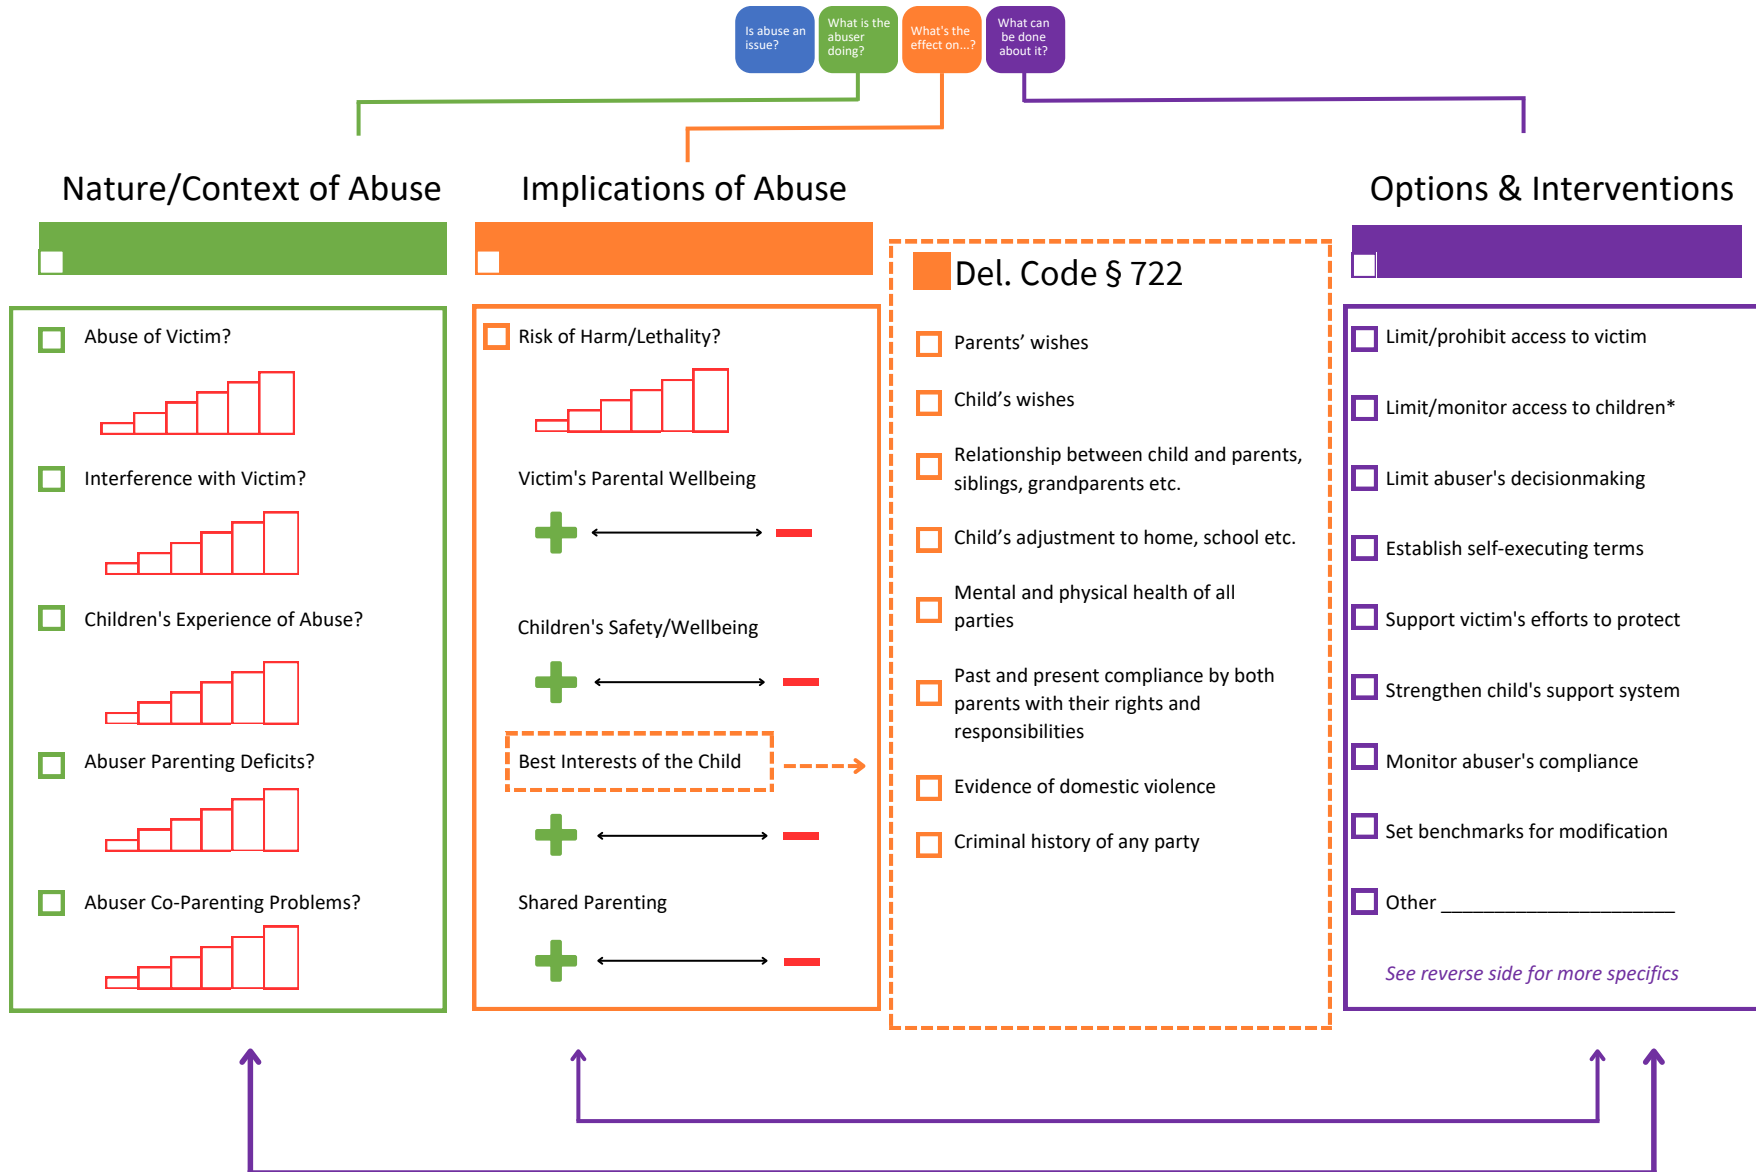 Is abuse an
issue?
What is the
abuser
doing?
What's the
effect on...?
What can
be done
about it?
Nature/Context of Abuse
Abuse of Victim?
Interference with Victim?
Children's Experience of Abuse?
Abuser Parenting Deficits?
Abuser Co-Parenting Problems?
Implications of Abuse
Risk of Harm/Lethality?
Victim's Parental Wellbeing
Children's Safety/Wellbeing
Best Interests of the Child
Shared Parenting
Del. Code § 722
Parents’ wishes
Child’s wishes
Relationship between child and parents,
siblings, grandparents etc.
Child’s adjustment to home, school etc.
Mental and physical health of all
parties
Past and present compliance by both
parents with their rights and
responsibilities
Evidence of domestic violence
Criminal history of any party
Options & Interventions
Limit/prohibit access to victim
Limit/monitor access to children*
Limit abuser's decisionmaking
Establish self-executing terms
Support victim's efforts to protect
Strengthen child's support system
Monitor abuser's compliance
Set benchmarks for modification
Other ______________________
See reverse side for more specifics